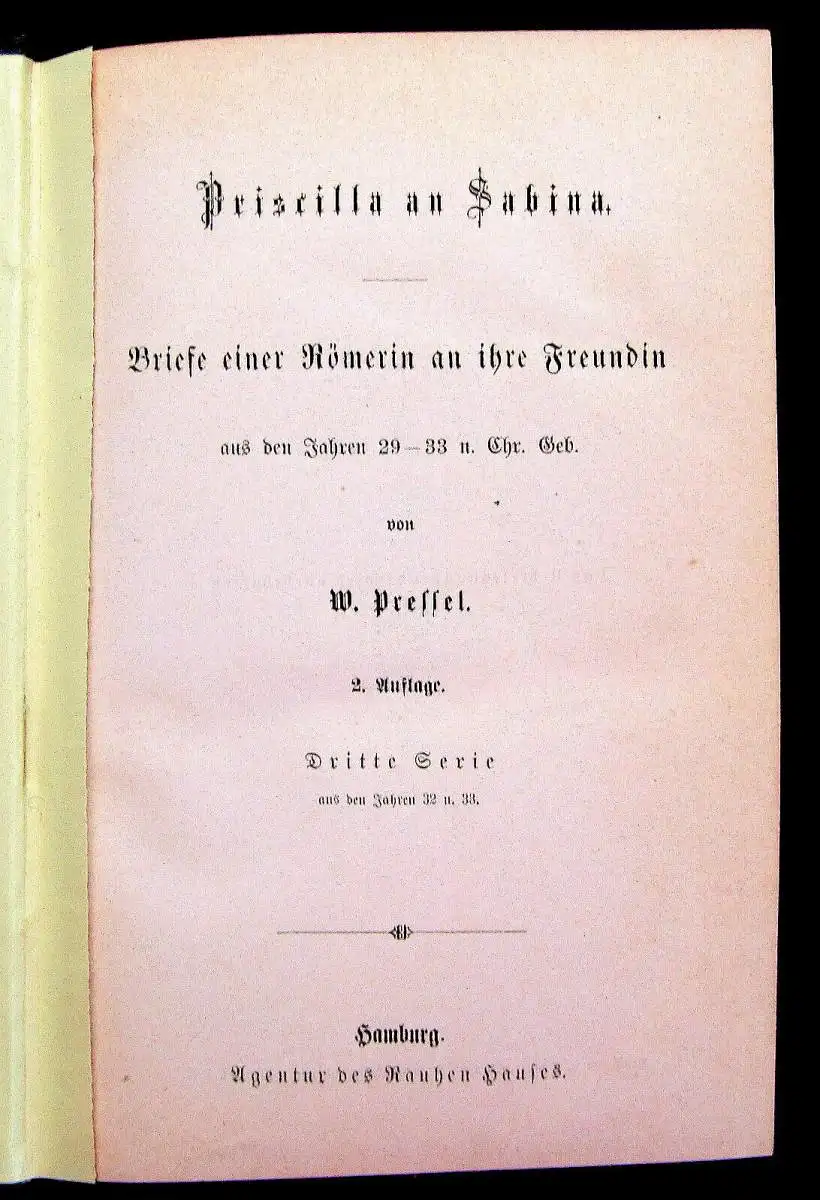 Priscilla an Sabina.
Briefe einer Römerin an ihre Freundin
aus den Jahren 29—33 n. Chr. Geb.
von
W. Pressel.
2. Auflage.
Dritte Serie
aus den Jahren 32 u. 33.
Hamburg.
Agentur des Rauhen Hauses.